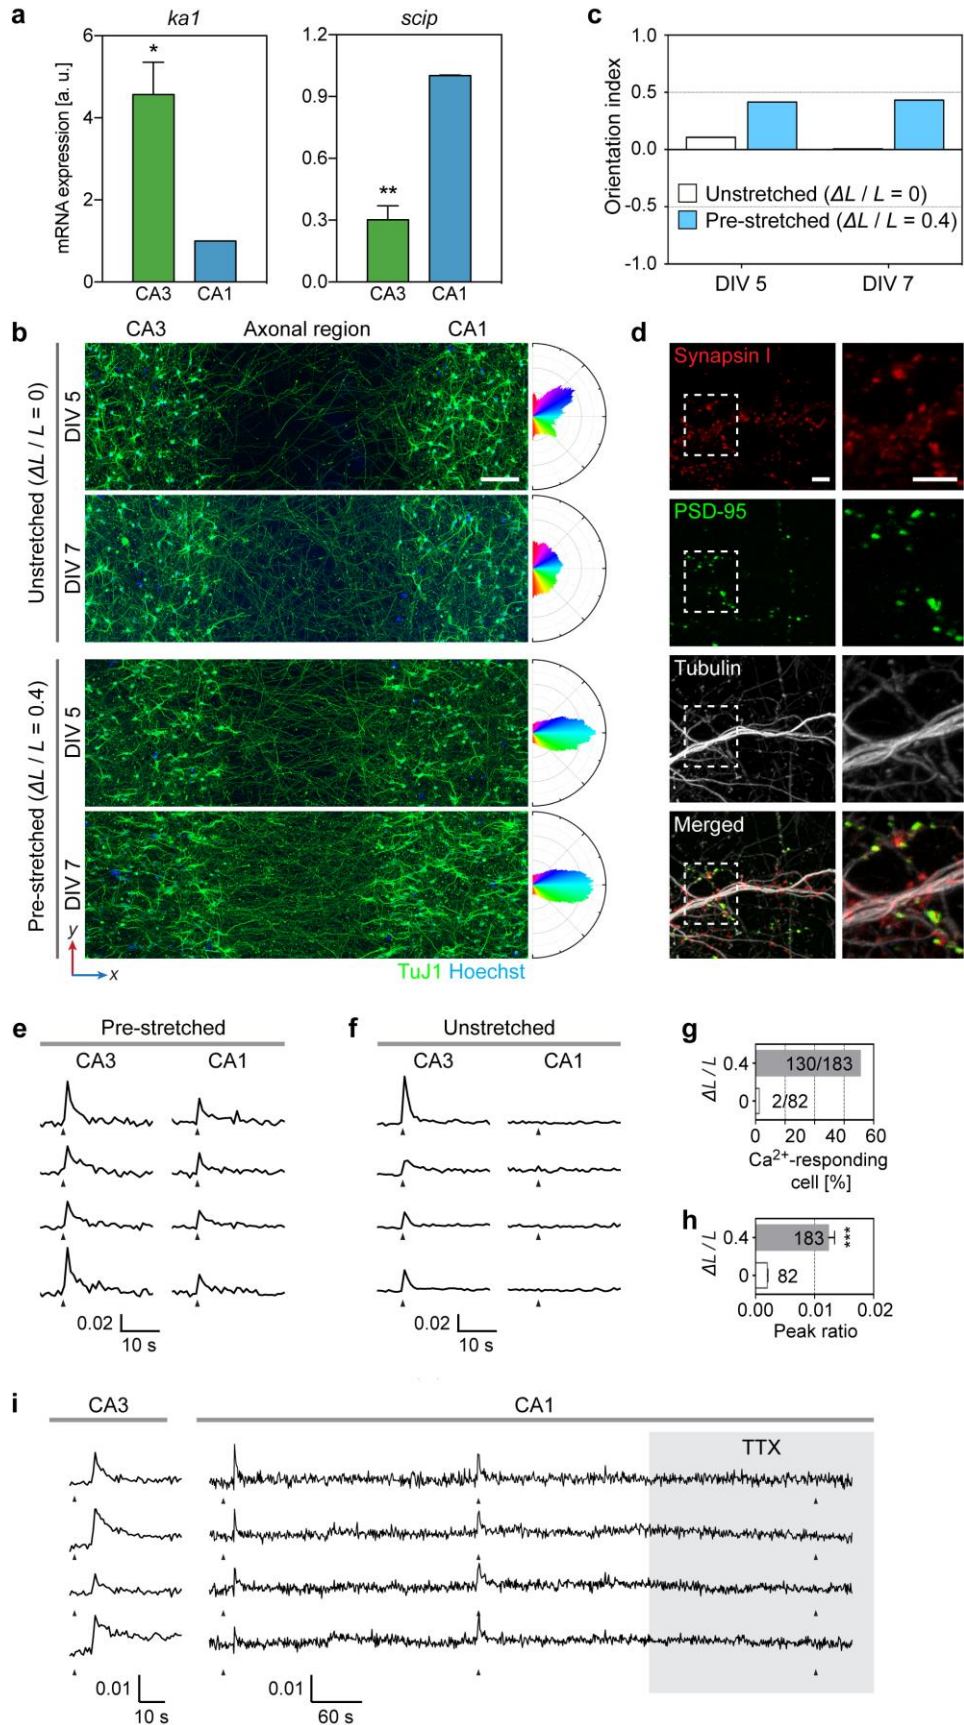 a
ka1
scip
mRNA expression [a. u.]
6
4
2
0
*
CA3
CA1
1.2
0.9
0.6
0.3
0.0
**
CA3
CA1
c
Orientation index
1.0
0.5
0.0
-0.5
-1.0
Unstretched (ΔL / L = 0)
Pre-stretched (ΔL / L = 0.4)
DIV 5
DIV 7
b
CA3
Axonal region
CA1
Unstretched (ΔL / L = 0)
DIV 5
DIV 7
Pre-stretched (ΔL / L = 0.4)
DIV 5
DIV 7
y
x
TuJ1 Hoechst
d
Synapsin I
PSD-95
Tubulin
Merged
e
Pre-stretched
CA3
CA1
0.02
10 s
f
Unstretched
CA3
CA1
0.02
10 s
g
ΔL / L
0.4
0
130/183
2/82
0
20
40
60
Ca²⁺-responding
cell [%]
h
ΔL / L
0.4
0
183
***
82
0.00
0.01
0.02
Peak ratio
i
CA3
CA1
TTX
0.01
10 s
0.01
60 s